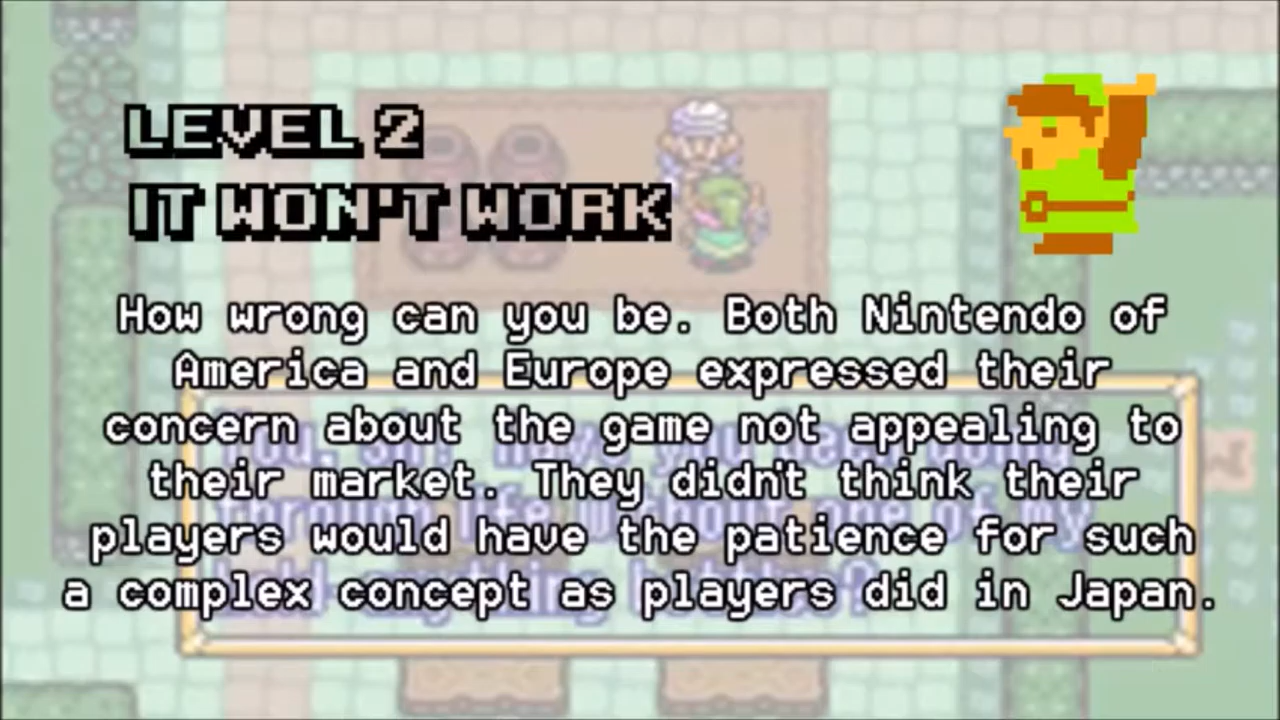 LEVEL 2
IT WON'T WORK
How wrong can you be. Both Nintendo of
America and Europe expressed their
concern about the game not appealing to
their market. They didn't think their
players would have the patience for such
a complex concept as players did in Japan.